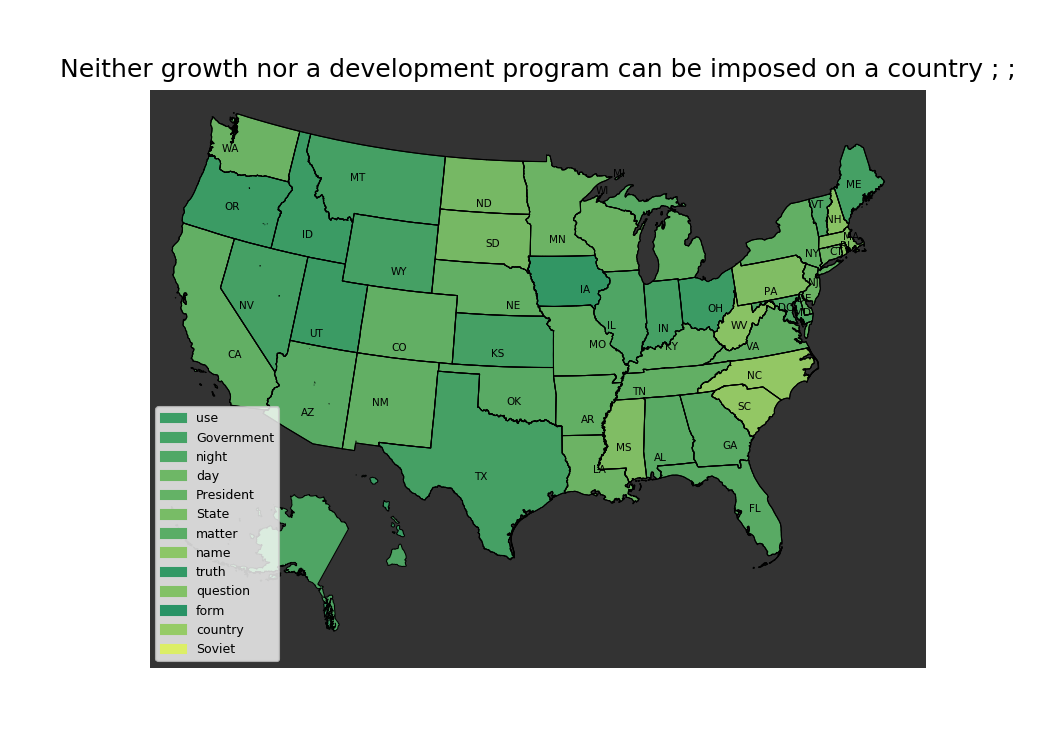 Neither growth nor a development program can be imposed on a country ; ;
WA
MT
ND
MI
WI
ME
VT
NH
OR
ID
SD
MN
MA
RI
NY
CT
WY
IA
PA
NJ
NV
NE
OH
DE
DC
MD
UT
CO
KS
MO
IL
IN
WV
KY
VA
CA
NC
AZ
NM
OK
AR
TN
SC
MS
AL
GA
TX
LA
FL
use
Government
night
day
President
State
matter
name
truth
question
form
country
Soviet